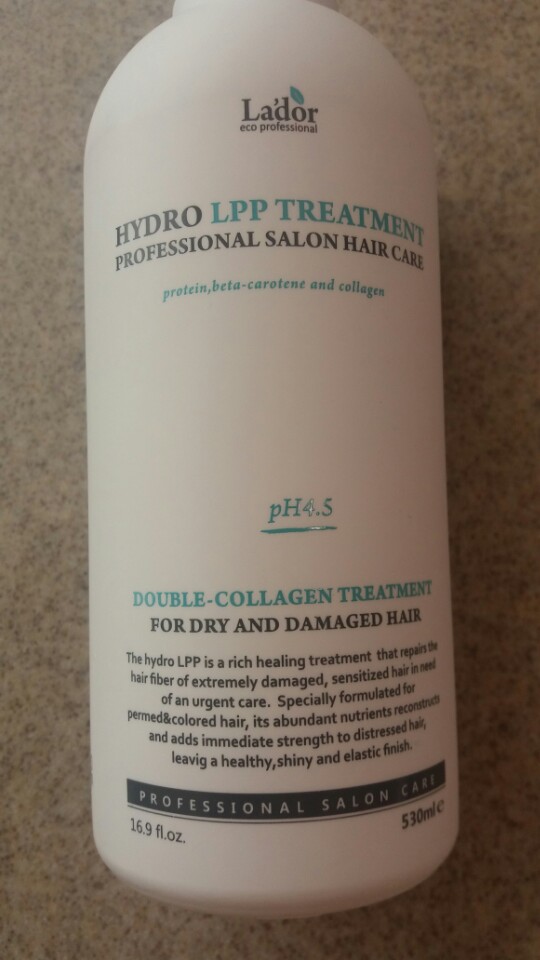 La'dor
eco professional
HYDRO LPP TREATMENT
PROFESSIONAL SALON HAIR CARE
protein,beta-carotene and collagen
pH4.5
DOUBLE-COLLAGEN TREATMENT
FOR DRY AND DAMAGED HAIR
The hydro LPP is a rich healing treatment that repairs the
hair fiber of extremely damaged, sensitized hair in need
of an urgent care. Specially formulated for
permed&colored hair, its abundant nutrients reconstructs
and adds immediate strength to distressed hair,
leavig a healthy,shiny and elastic finish.
PROFESSIONAL SALON CARE
16.9 fl.oz. 530ml e